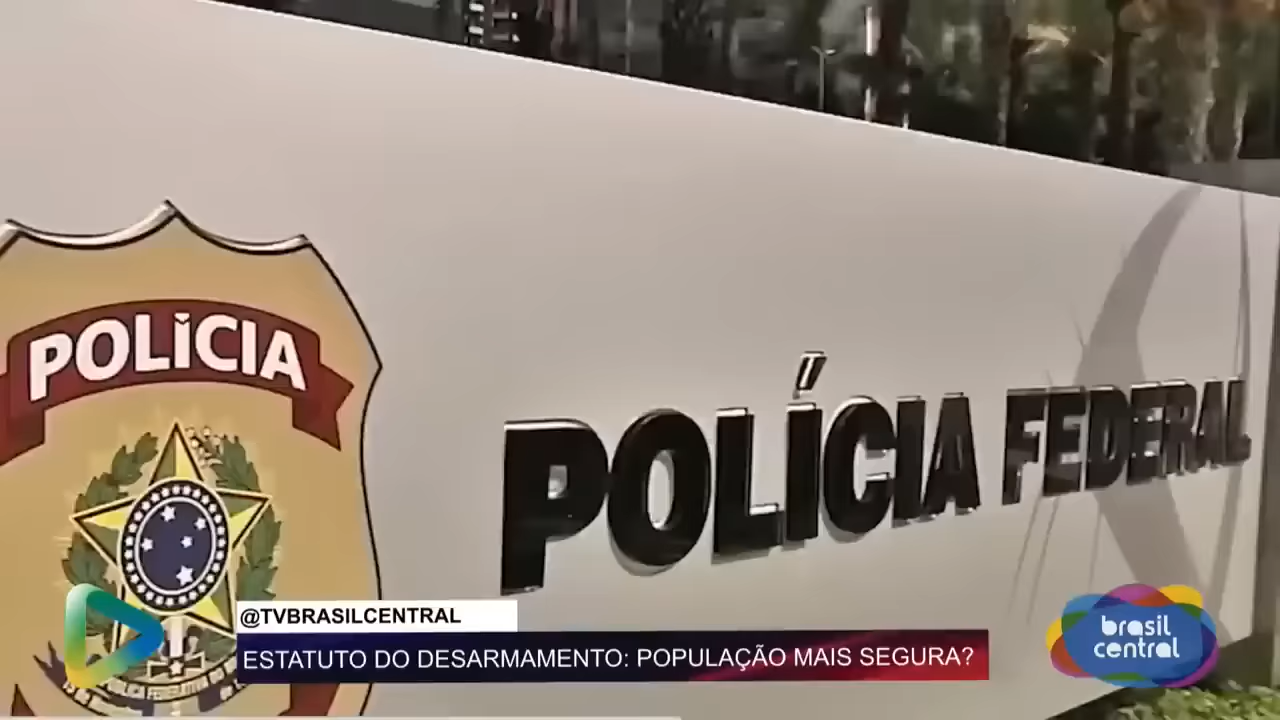 POLÍCIA
POLÍCIA FEDERAL
@TVBRASILCENTRAL
ESTATUTO DO DESARMAMENTO: POPULAÇÃO MAIS SEGURA?
brasil
central